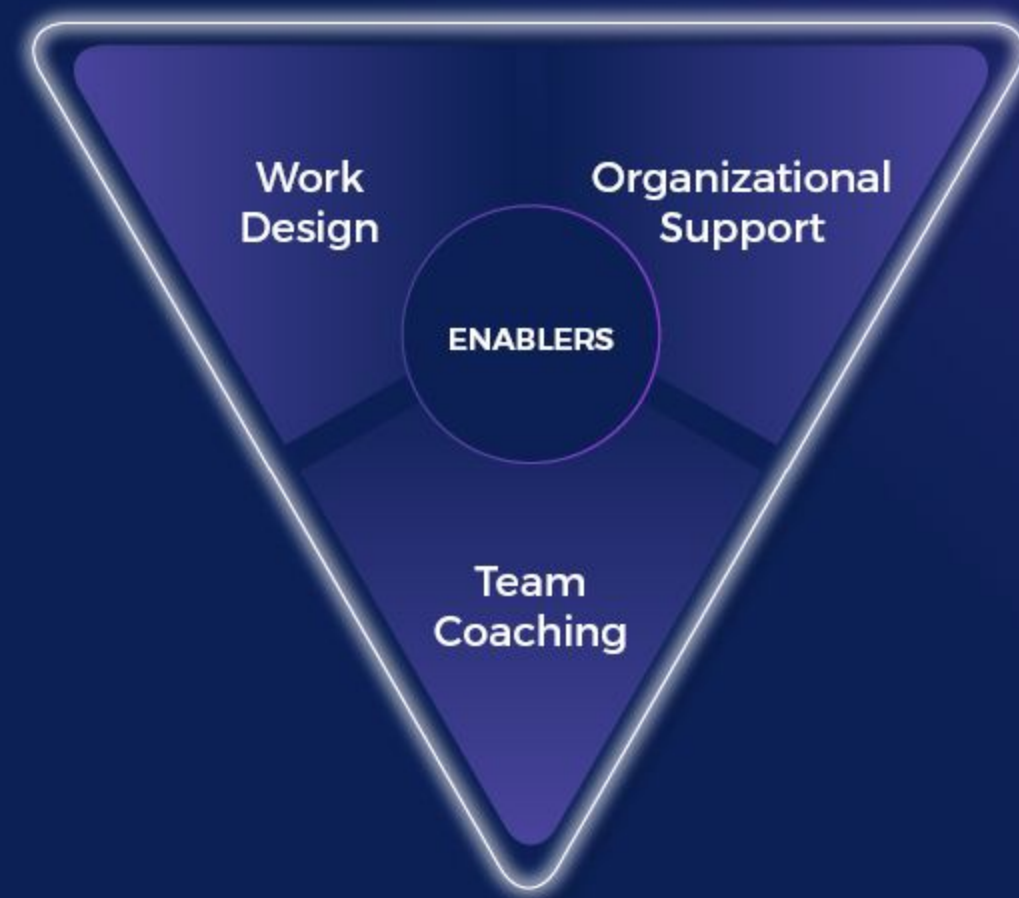 Work
Design
Organizational
Support
ENABLERS
Team
Coaching